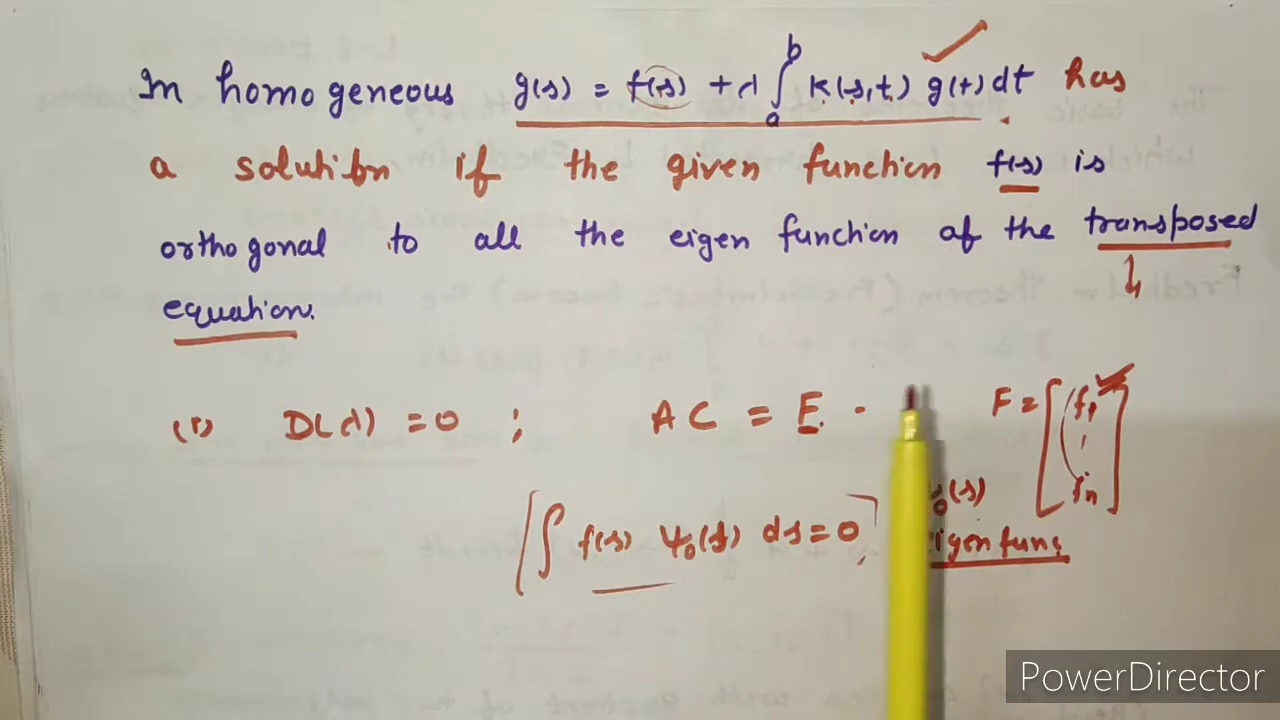 In homogeneous g(s) = f(s) + λ ∫ₐᵇ K(s,t) g(t) dt has
a solution if the given function f(s) is
orthogonal to all the eigen function of the transposed
equation.
D(λ) = 0 ; AC = F. F = [f₁ ⋮ fₙ]
[∫ f(s) ψ₀(s) ds = 0], ψ₀(s)
eigen func
PowerDirector